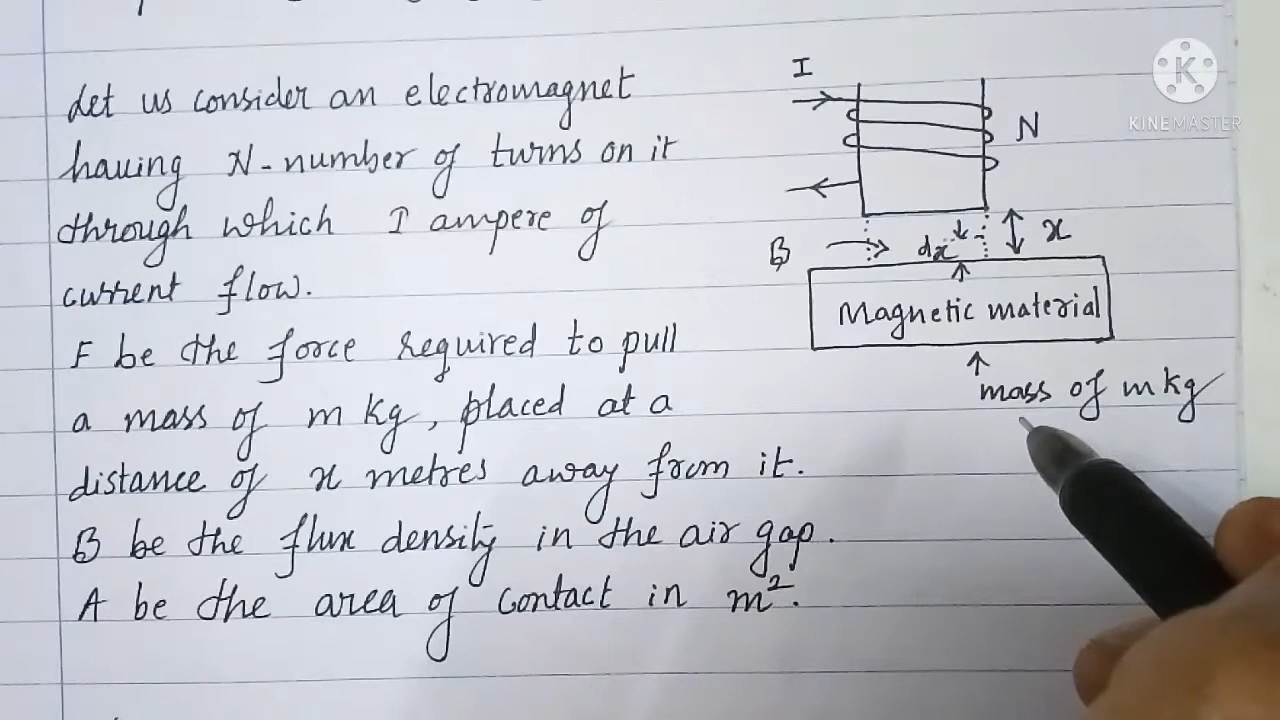 Let us consider an electromagnet
having N-number of turns on it
through which I ampere of
current flow.
F be the force required to pull
a mass of m kg, placed at a
distance of x metres away from it.
B be the flux density in the air gap.
A be the area of contact in m².
I
N
x
dx
B
Magnetic material
mass of m kg
K
KINEMASTER